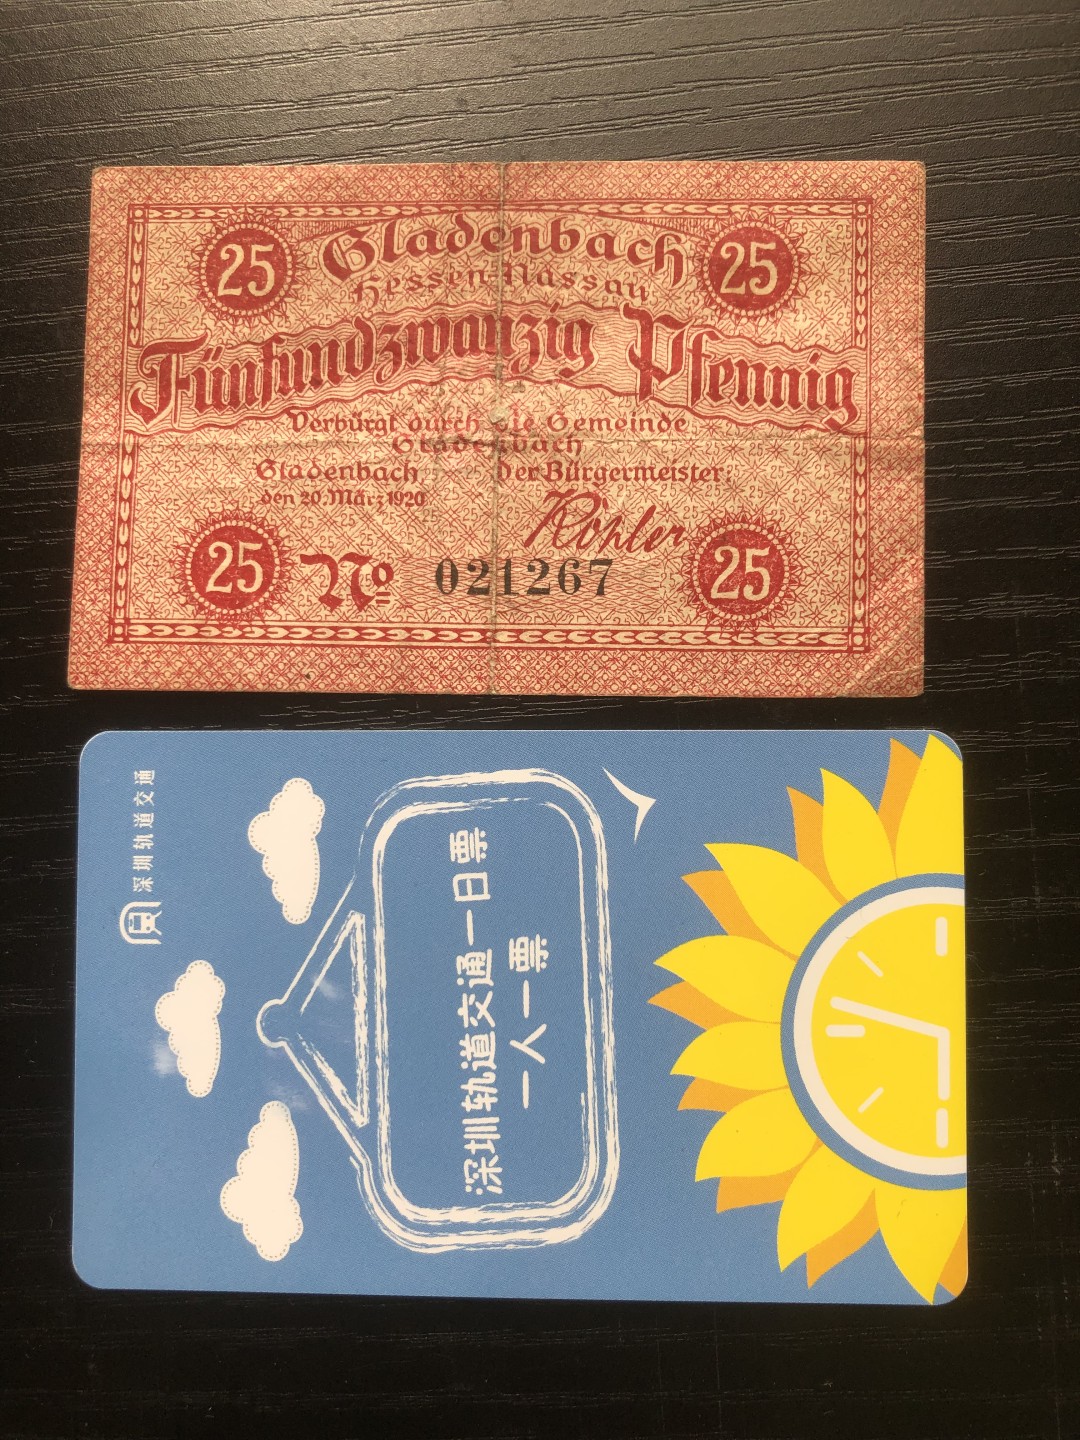 25 Gladenbach 25
Hessen-Nassau
Fünfundzwanzig Pfennig
Verbürgt durch die Gemeinde
Gladenbach
Gladenbach der Bürgermeister:
den 20. März 1920
Köhler
25 No 021267 25
深圳轨道交通
深圳轨道交通一日票
一人一票